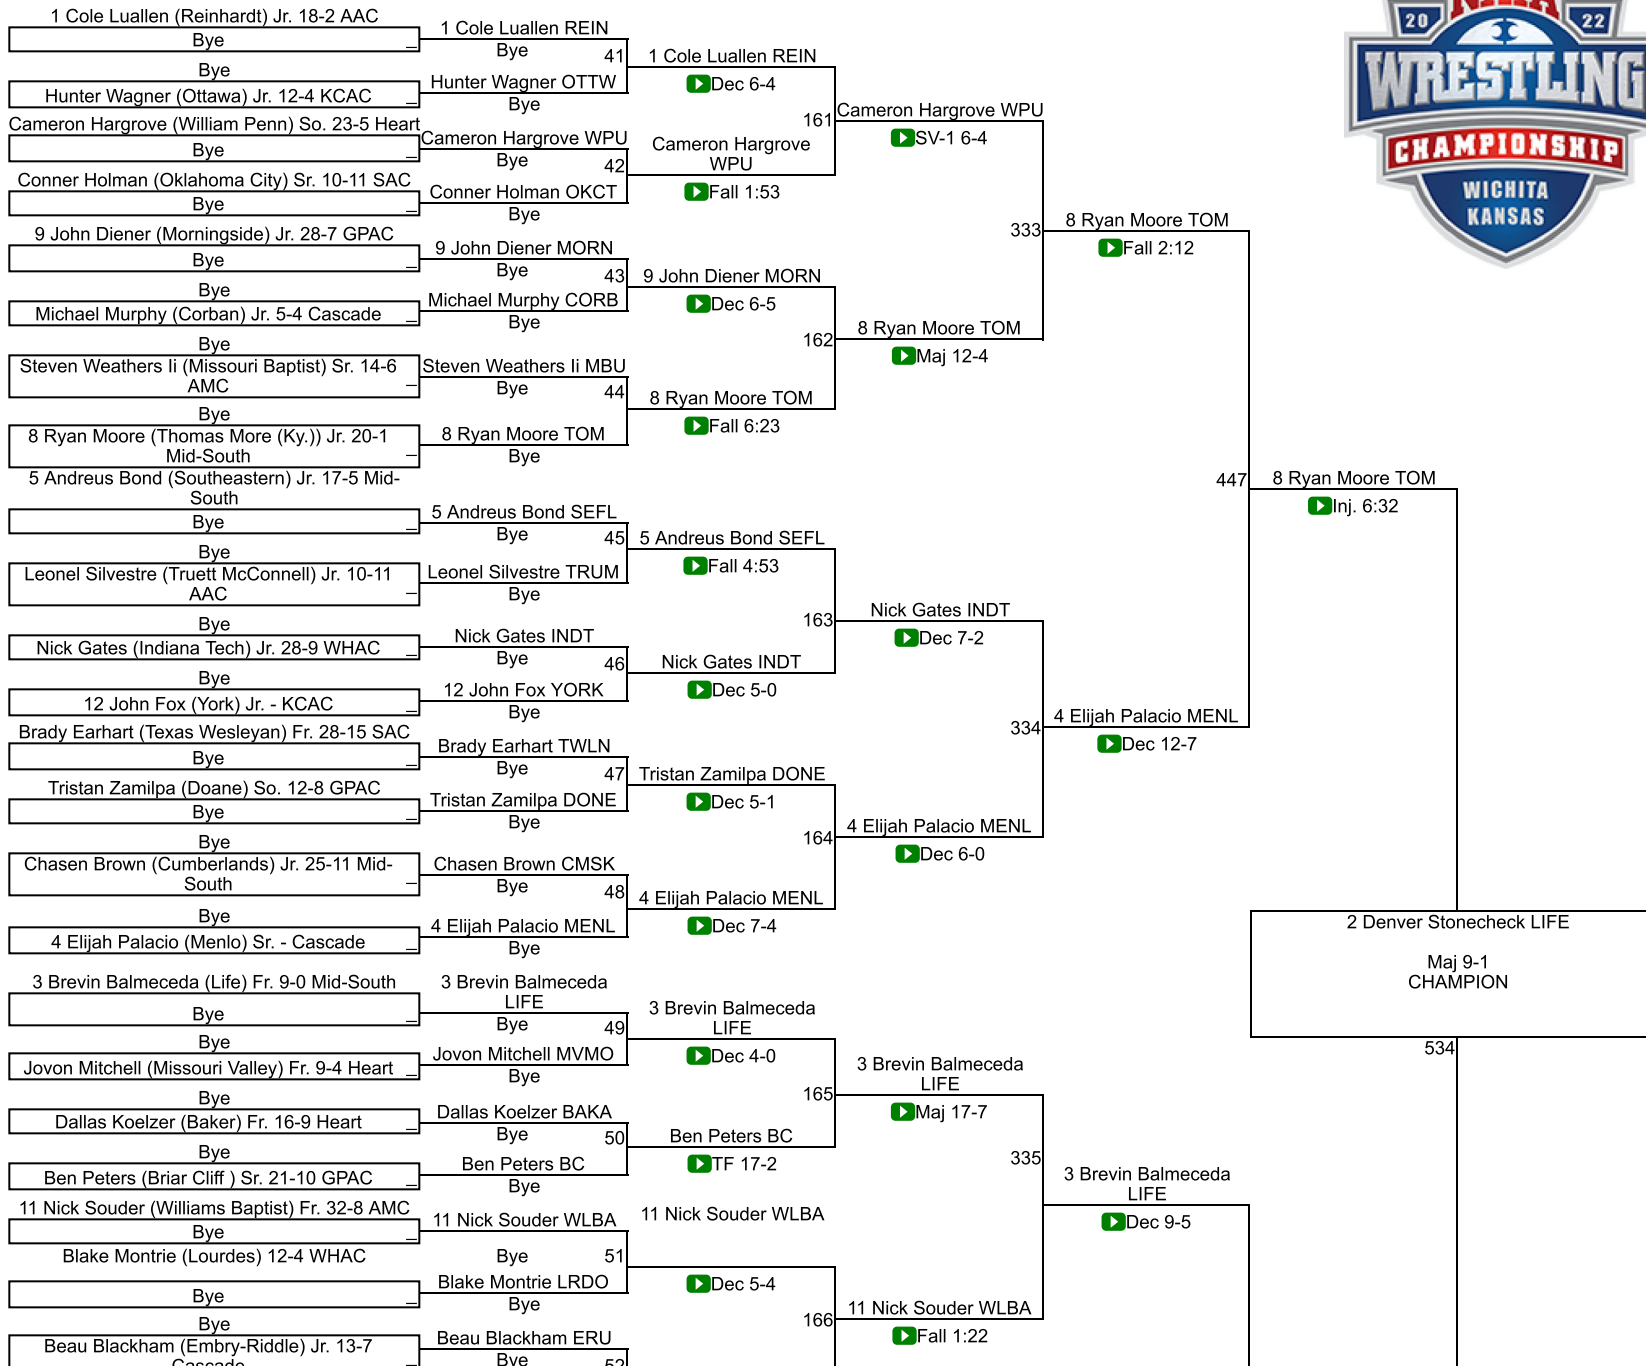 1 Cole Luallen (Reinhardt) Jr. 18-2 AAC
Bye _
Bye
Hunter Wagner (Ottawa) Jr. 12-4 KCAC _
Cameron Hargrove (William Penn) So. 23-5 Heart
Bye _
Conner Holman (Oklahoma City) Sr. 10-11 SAC
Bye _
9 John Diener (Morningside) Jr. 28-7 GPAC
Bye _
Bye
Michael Murphy (Corban) Jr. 5-4 Cascade _
Bye
Steven Weathers Ii (Missouri Baptist) Sr. 14-6
AMC _
Bye
8 Ryan Moore (Thomas More (Ky.)) Jr. 20-1
Mid-South _
5 Andreus Bond (Southeastern) Jr. 17-5 Mid-
South
Bye _
Bye
Leonel Silvestre (Truett McConnell) Jr. 10-11
AAC _
Bye
Nick Gates (Indiana Tech) Jr. 28-9 WHAC _
Bye
12 John Fox (York) Jr. - KCAC _
Brady Earhart (Texas Wesleyan) Fr. 28-15 SAC
Bye _
Tristan Zamilpa (Doane) So. 12-8 GPAC
Bye _
Bye
Chasen Brown (Cumberlands) Jr. 25-11 Mid-
South _
Bye
4 Elijah Palacio (Menlo) Sr. - Cascade _
3 Brevin Balmeceda (Life) Fr. 9-0 Mid-South
Bye _
Bye
Jovon Mitchell (Missouri Valley) Fr. 9-4 Heart _
Bye
Dallas Koelzer (Baker) Fr. 16-9 Heart _
Bye
Ben Peters (Briar Cliff ) Sr. 21-10 GPAC _
11 Nick Souder (Williams Baptist) Fr. 32-8 AMC
Bye _
Blake Montrie (Lourdes) 12-4 WHAC
Bye _
Bye
Beau Blackham (Embry-Riddle) Jr. 13-7
Cascade _
1 Cole Luallen REIN
Bye
41
Hunter Wagner OTTW
Bye
Cameron Hargrove WPU
Bye
42
Conner Holman OKCT
Bye
9 John Diener MORN
Bye
43
Michael Murphy CORB
Bye
Steven Weathers Ii MBU
Bye
44
8 Ryan Moore TOM
Bye
5 Andreus Bond SEFL
Bye
45
Leonel Silvestre TRUM
Bye
Nick Gates INDT
Bye
46
12 John Fox YORK
Bye
Brady Earhart TWLN
Bye
47
Tristan Zamilpa DONE
Bye
Chasen Brown CMSK
Bye
48
4 Elijah Palacio MENL
Bye
3 Brevin Balmeceda
LIFE
Bye
49
Jovon Mitchell MVMO
Bye
Dallas Koelzer BAKA
Bye
50
Ben Peters BC
Bye
11 Nick Souder WLBA
Bye
51
Blake Montrie LRDO
Bye
Beau Blackham ERU
Bye
52
1 Cole Luallen REIN
Dec 6-4
161
Cameron Hargrove
WPU
Fall 1:53
9 John Diener MORN
Dec 6-5
162
8 Ryan Moore TOM
Fall 6:23
5 Andreus Bond SEFL
Fall 4:53
163
Nick Gates INDT
Dec 5-0
Tristan Zamilpa DONE
Dec 5-1
164
4 Elijah Palacio MENL
Dec 7-4
3 Brevin Balmeceda
LIFE
Dec 4-0
165
Ben Peters BC
TF 17-2
11 Nick Souder WLBA
Dec 5-4
166
Cameron Hargrove WPU
SV-1 6-4
333
8 Ryan Moore TOM
Maj 12-4
Nick Gates INDT
Dec 7-2
334
4 Elijah Palacio MENL
Dec 6-0
3 Brevin Balmeceda
LIFE
Maj 17-7
335
11 Nick Souder WLBA
Fall 1:22
8 Ryan Moore TOM
Fall 2:12
447
4 Elijah Palacio MENL
Dec 12-7
3 Brevin Balmeceda
LIFE
Dec 9-5
8 Ryan Moore TOM
Inj. 6:32
2 Denver Stonecheck LIFE
Maj 9-1
CHAMPION
534
20 22
WRESTLING
CHAMPIONSHIP
WICHITA
KANSAS